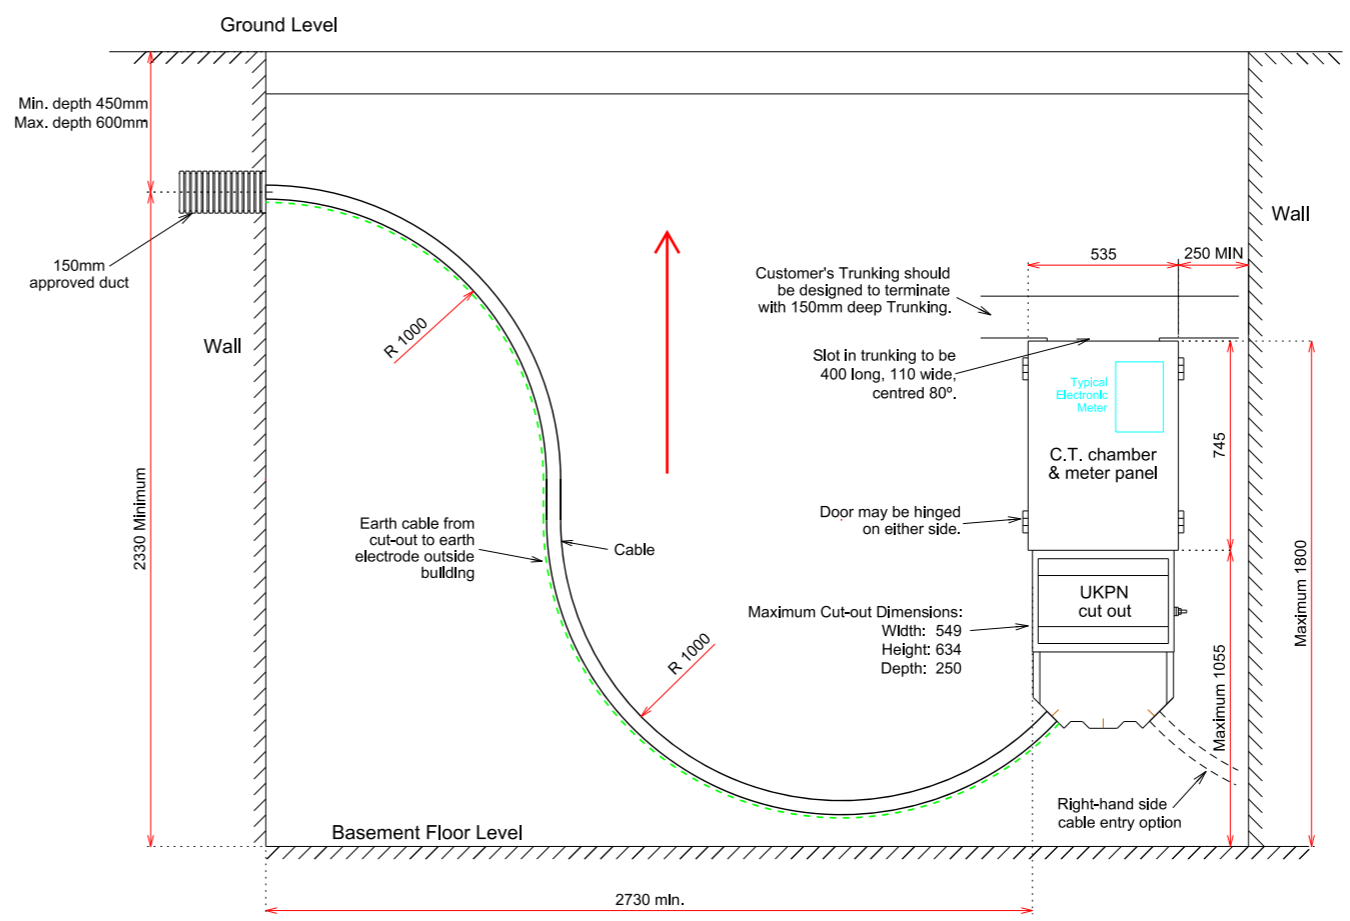 Ground Level
Min. depth 450mm
Max. depth 600mm
150mm
approved duct
Wall
2330 Minimum
R 1000
Earth cable from
cut-out to earth
electrode outside
building
Cable
R 1000
Basement Floor Level
2730 min.
Customer's Trunking should
be designed to terminate
with 150mm deep Trunking.
Slot in trunking to be
400 long, 110 wide,
centred 80º.
535
250 MIN
Wall
Typical
Electronic
Meter
C.T. chamber
& meter panel
745
Door may be hinged
on either side.
Maximum 1800
UKPN
cut out
Maximum Cut-out Dimensions:
Width: 549
Height: 634
Depth: 250
Maximum 1055
Right-hand side
cable entry option